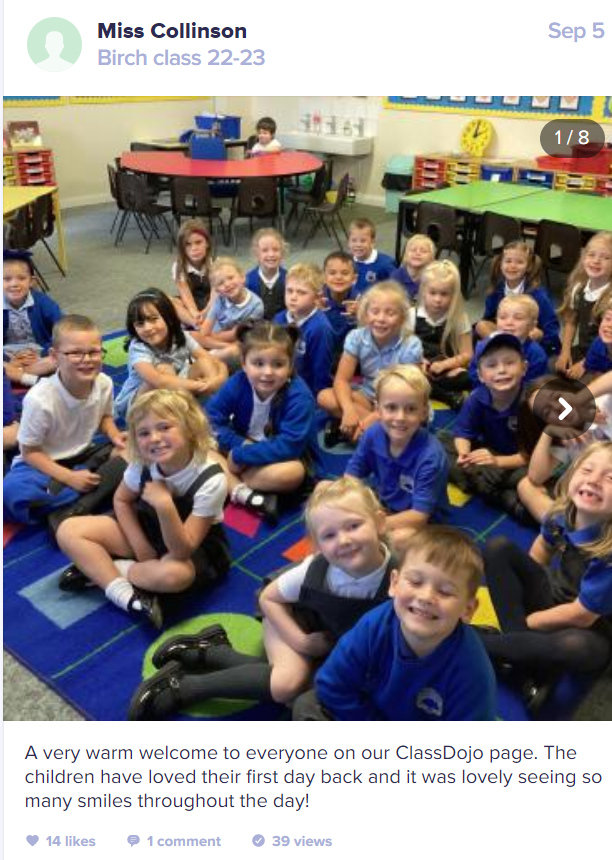 Miss Collinson
Sep 5
Birch class 22-23
1 / 8
A very warm welcome to everyone on our ClassDojo page. The
children have loved their first day back and it was lovely seeing so
many smiles throughout the day!
14 likes
1 comment
39 views